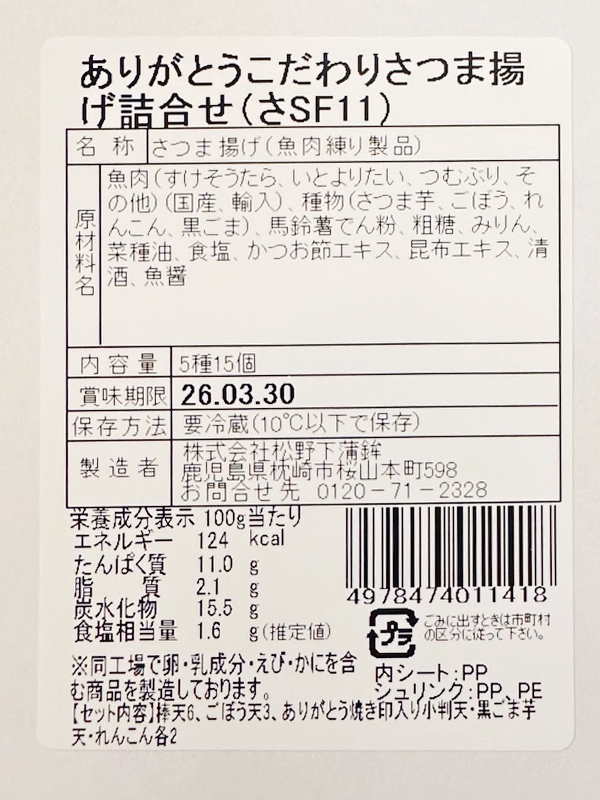 ありがとうこだわりさつま揚
げ詰合せ(さSF11)
名称 さつま揚げ(魚肉練り製品)
原材料名 魚肉(すけそうたら、いとよりたい、つむぶり、そ
の他)(国産、輸入)、種物(さつま芋、ごぼう、れ
んこん、黒ごま)、馬鈴薯でん粉、粗糖、みりん、
菜種油、食塩、かつお節エキス、昆布エキス、清
酒、魚醤
内容量 5種15個
賞味期限 26.03.30
保存方法 要冷蔵(10℃以下で保存)
製造者 株式会社松野下蒲鉾
鹿児島県枕崎市桜山本町598
お問合せ先 0120-71-2328
栄養成分表示 100g当たり
エネルギー 124 kcal
たんぱく質 11.0 g
脂質 2.1 g
炭水化物 15.5 g
食塩相当量 1.6 g(推定値)
4978474011418
プラ
ごみに出すときは市町村
の区分に従って下さい。
※同工場で卵・乳成分・えび・かにを含
む商品を製造しております。
内シート:PP
シュリンク:PP、PE
【セット内容】棒天6、ごぼう天3、ありがとう焼き印入り小判天・黒ごま芋
天・れんこん各2